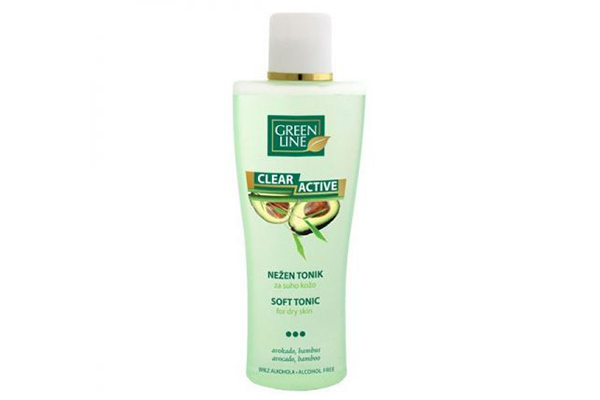 GREEN
LINE
CLEAR
ACTIVE
NEŽEN TONIK
za suho kožo
SOFT TONIC
for dry skin
avokado, bambus
avocado, bamboo
BREZ ALKOHOLA • ALCOHOL FREE